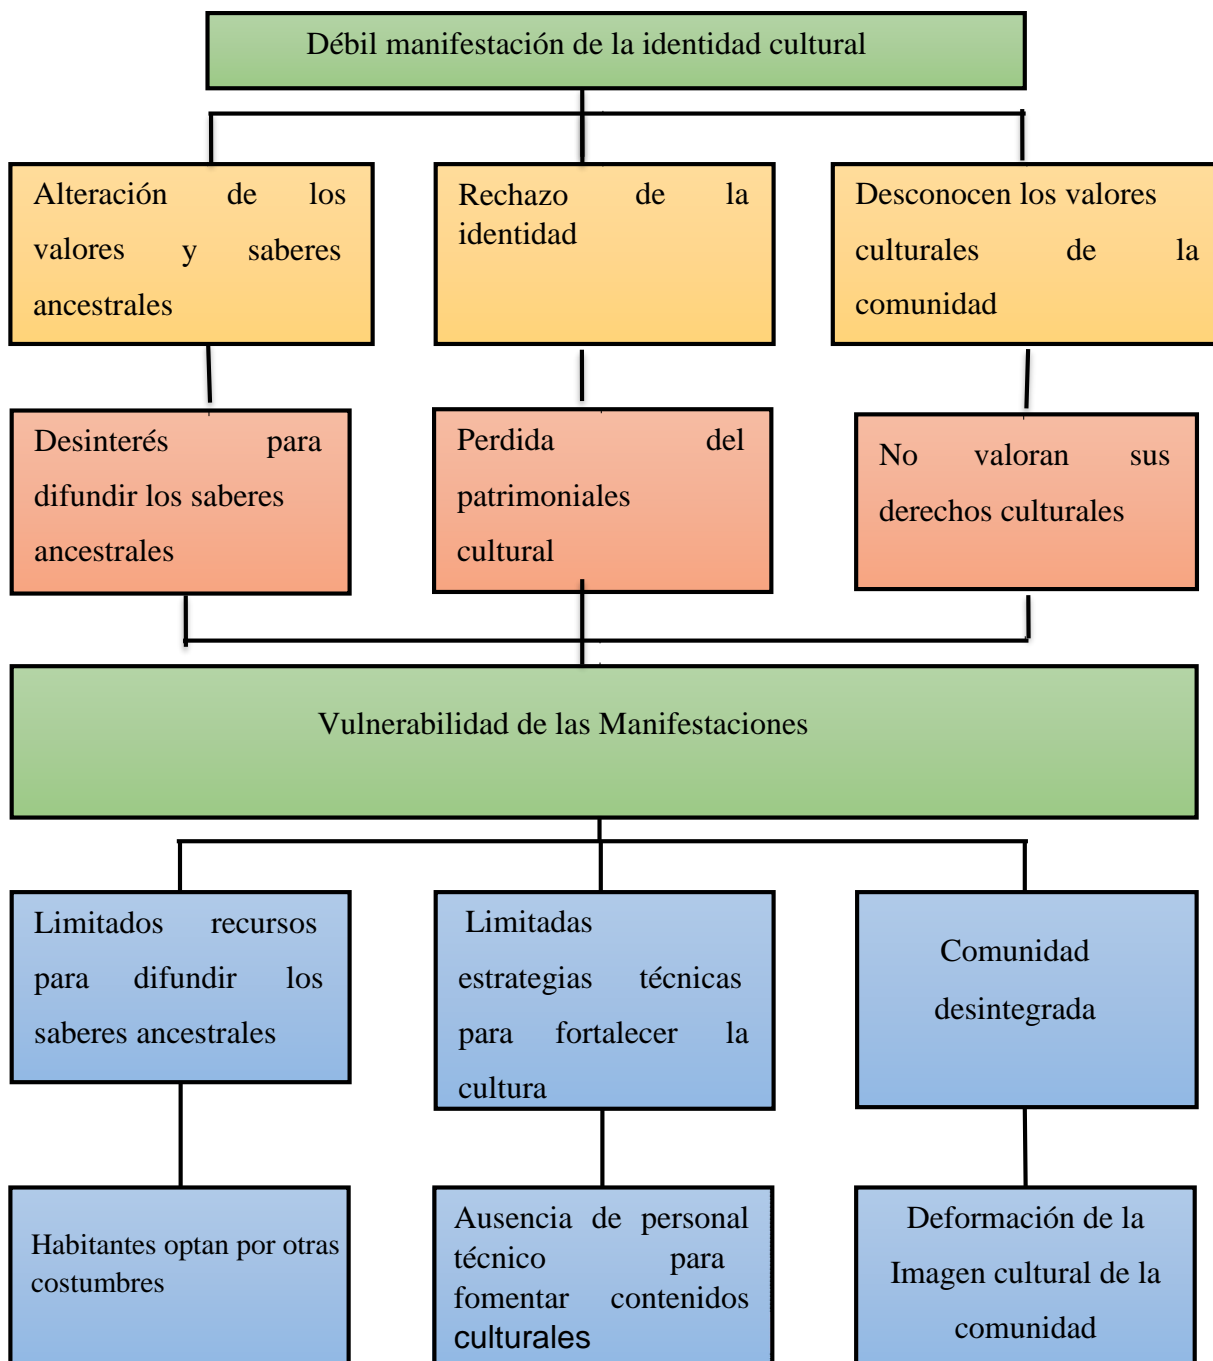 Débil manifestación de la identidad cultural
Alteración de los
valores y saberes
ancestrales
Rechazo de la
identidad
Desconocen los valores
culturales de la
comunidad
Desinterés para
difundir los saberes
ancestrales
Perdida del
patrimoniales
cultural
No valoran sus
derechos culturales
Vulnerabilidad de las Manifestaciones
Limitados recursos
para difundir los
saberes ancestrales
Limitadas
estrategias técnicas
para fortalecer la
cultura
Comunidad
desintegrada
Habitantes optan por otras
costumbres
Ausencia de personal
técnico para
fomentar contenidos
culturales
Deformación de la
Imagen cultural de la
comunidad